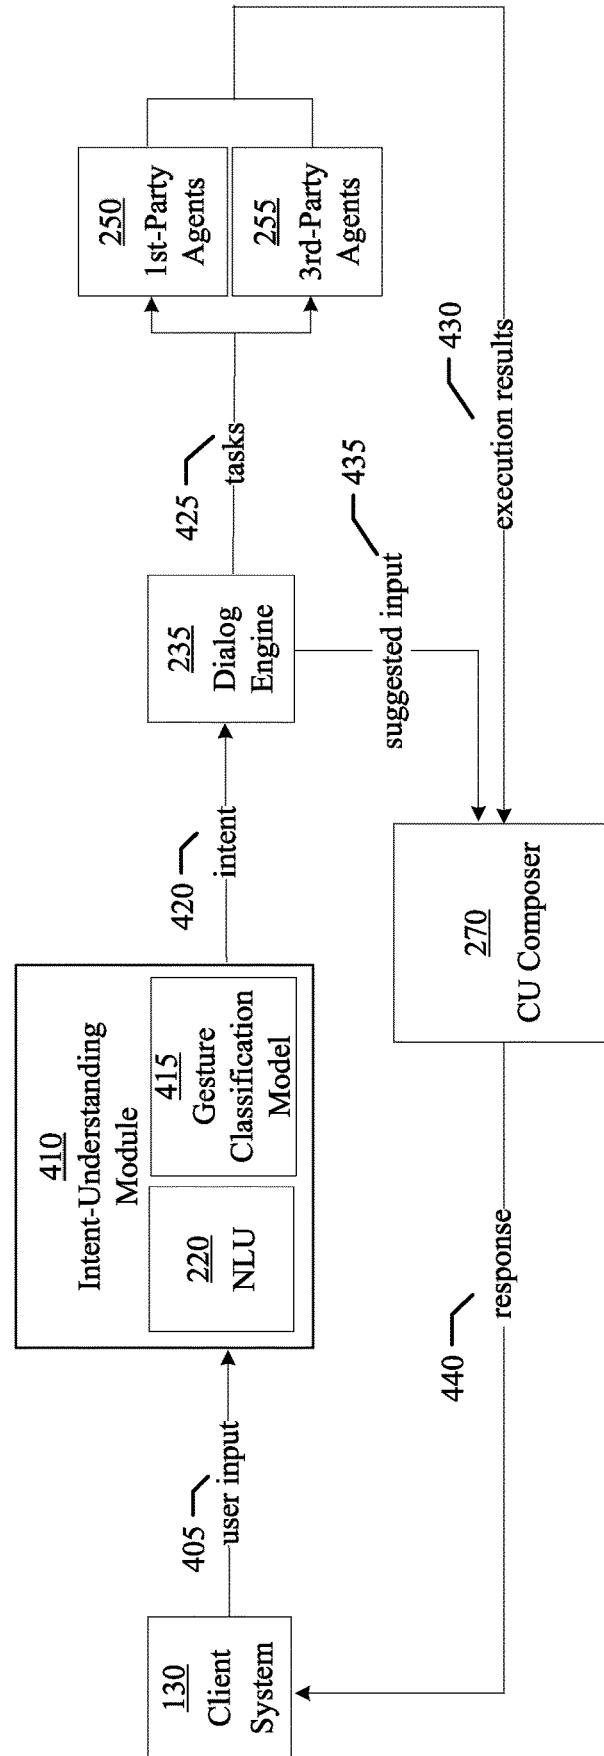 130
Client
System
405
user input
410
Intent-Understanding
Module
220
NLU
415
Gesture
Classification
Model
420
intent
235
Dialog
Engine
425
tasks
250
1st-Party
Agents
255
3rd-Party
Agents
435
suggested input
430
execution results
270
CU Composer
440
response